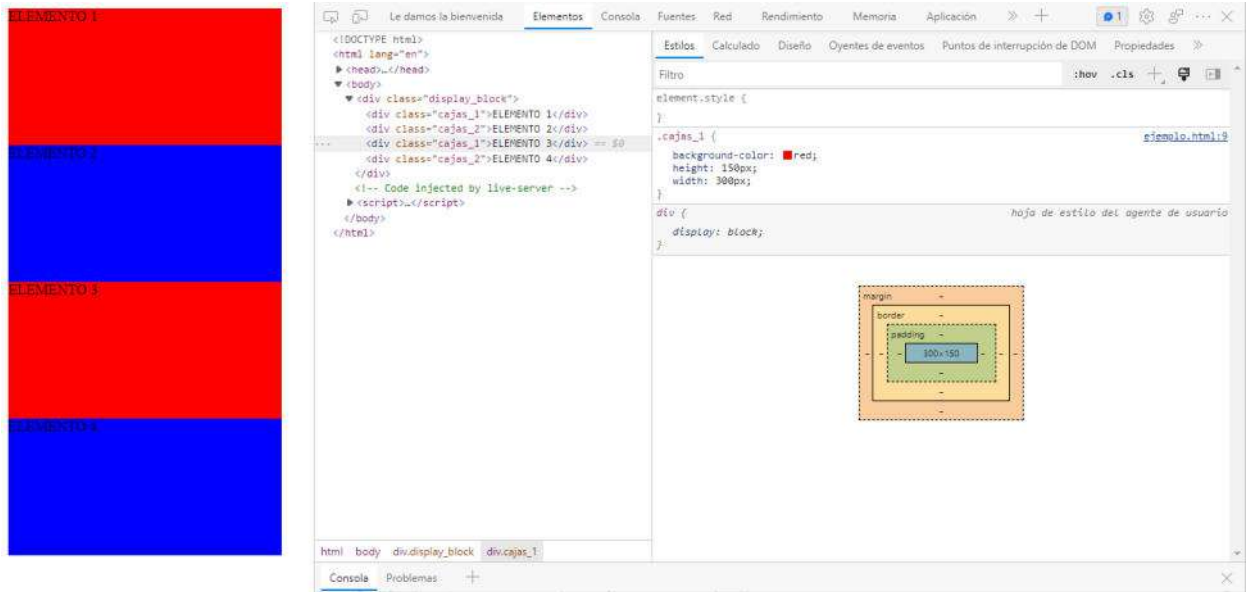 ELEMENTO 1
ELEMENTO 2
ELEMENTO 3
ELEMENTO 4
Le damos la bienvenida Elementos Consola Fuentes Red Rendimiento Memoria Aplicación » + 1 ··· ×
<!DOCTYPE html>
<html lang="en">
<head>…</head>
<body>
<div class="display_block">
<div class="cajas_1">ELEMENTO 1</div>
<div class="cajas_2">ELEMENTO 2</div>
··· <div class="cajas_1">ELEMENTO 3</div> == $0
<div class="cajas_2">ELEMENTO 4</div>
</div>
<!-- Code injected by live-server -->
<script>…</script>
</body>
</html>
html body div.display_block div.cajas_1
Estilos Calculado Diseño Oyentes de eventos Puntos de interrupción de DOM Propiedades »
Filtro :hov .cls +
element.style {
}
.cajas_1 { ejemplo.html:9
background-color: red;
height: 150px;
width: 300px;
}
div { hoja de estilo del agente de usuario
display: block;
}
margin -
border -
padding -
- - - 300×150 - - -
-
-
-
Consola Problemas + ×